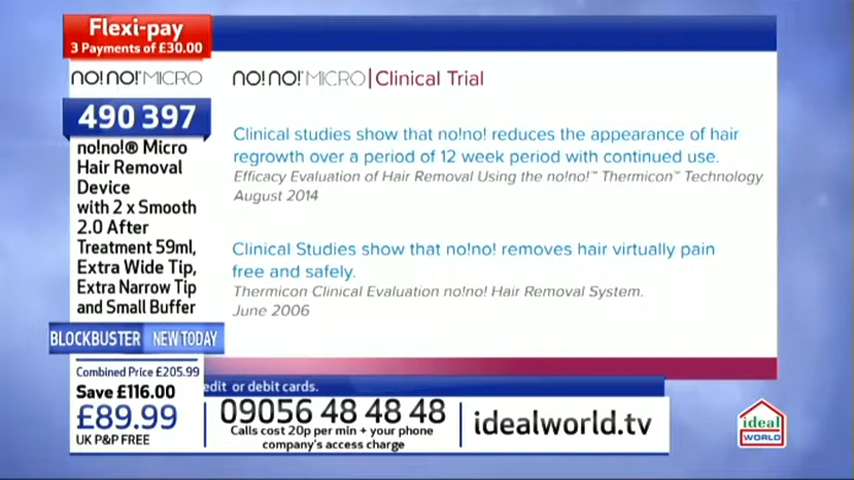 Flexi-pay
3 Payments of £30.00
no!no!®MICRO
490 397
no!no!® Micro
Hair Removal
Device
with 2 x Smooth
2.0 After
Treatment 59ml,
Extra Wide Tip,
Extra Narrow Tip
and Small Buffer
BLOCKBUSTER NEW TODAY
Combined Price £205.99
Save £116.00
£89.99
UK P&P FREE
no!no!®MICRO|Clinical Trial
Clinical studies show that no!no! reduces the appearance of hair
regrowth over a period of 12 week period with continued use.
Efficacy Evaluation of Hair Removal Using the no!no!™ Thermicon™ Technology
August 2014
Clinical Studies show that no!no! removes hair virtually pain
free and safely.
Thermicon Clinical Evaluation no!no! Hair Removal System.
June 2006
edit or debit cards.
09056 48 48 48
Calls cost 20p per min + your phone
company's access charge
idealworld.tv
ideal
WORLD